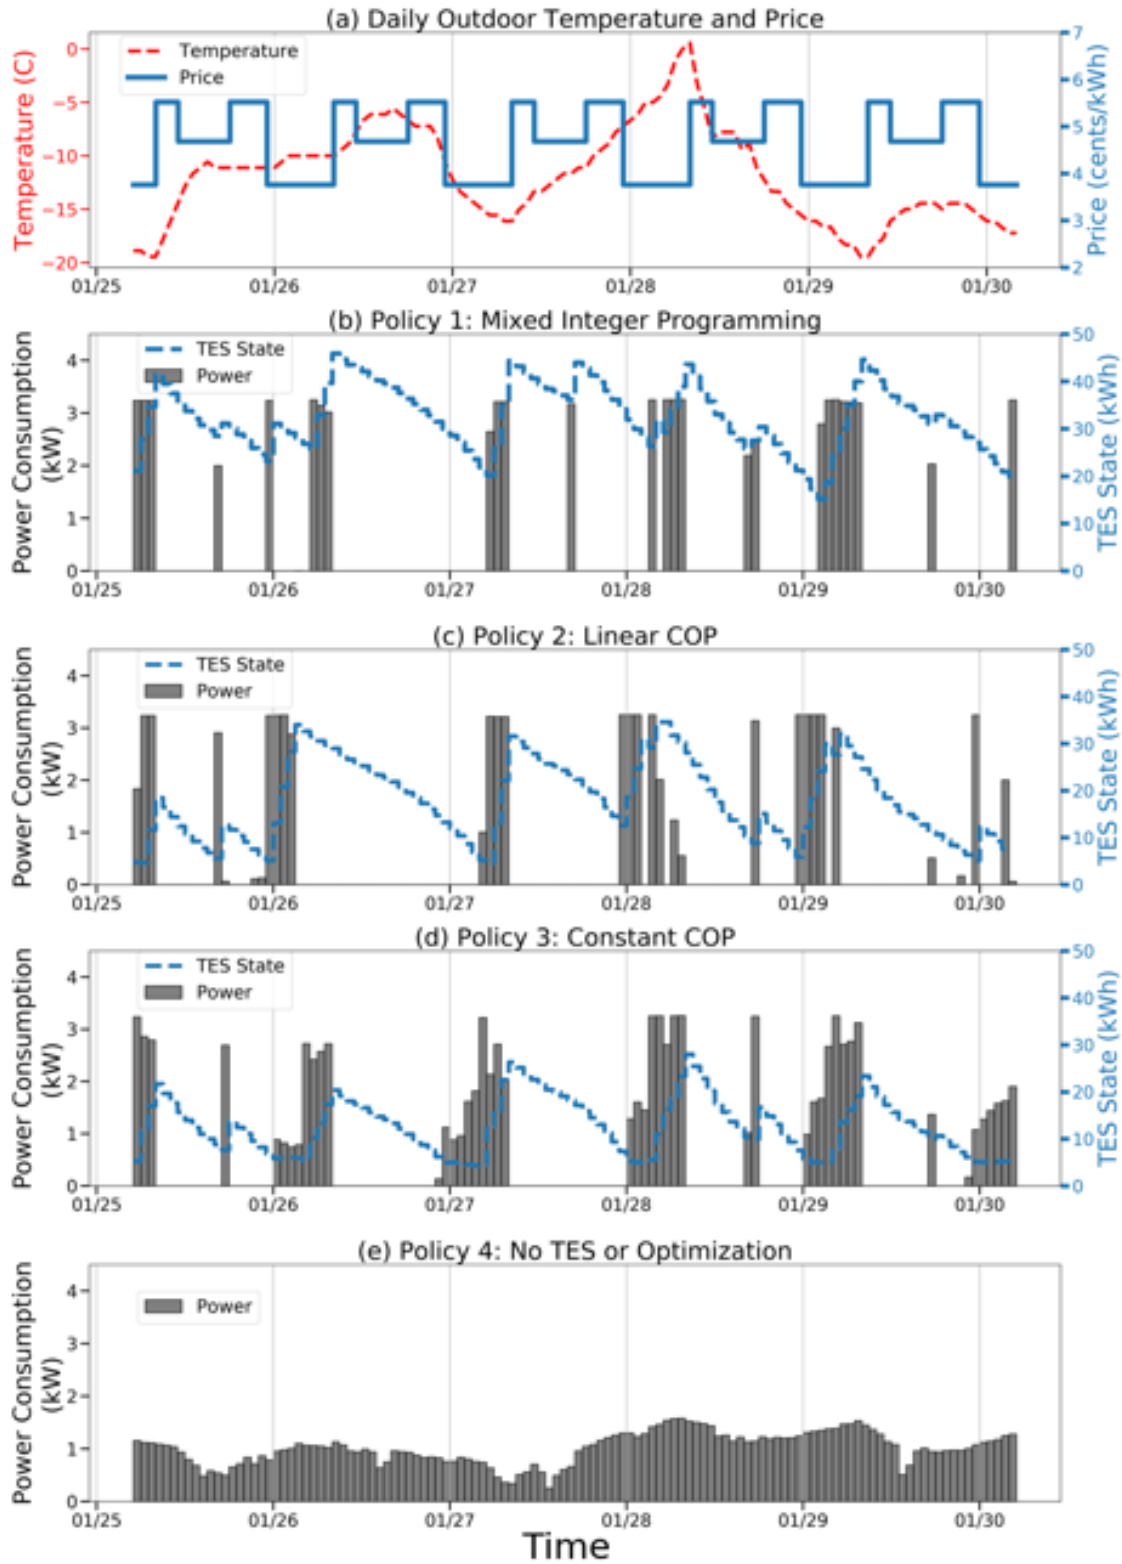 (a) Daily Outdoor Temperature and Price
Temperature (C)
0
−5
−10
−15
−20
Temperature
Price
7
6
5
4
3
2
Price (cents/kWh)
01/25 01/26 01/27 01/28 01/29 01/30
(b) Policy 1: Mixed Integer Programming
Power Consumption
(kW)
4
3
2
1
0
TES State
Power
50
40
30
20
10
0
TES State (kWh)
01/25 01/26 01/27 01/28 01/29 01/30
(c) Policy 2: Linear COP
Power Consumption
(kW)
4
3
2
1
0
TES State
Power
50
40
30
20
10
0
TES State (kWh)
01/25 01/26 01/27 01/28 01/29 01/30
(d) Policy 3: Constant COP
Power Consumption
(kW)
4
3
2
1
0
TES State
Power
50
40
30
20
10
0
TES State (kWh)
01/25 01/26 01/27 01/28 01/29 01/30
(e) Policy 4: No TES or Optimization
Power Consumption
(kW)
4
3
2
1
0
Power
01/25 01/26 01/27 01/28 01/29 01/30
Time